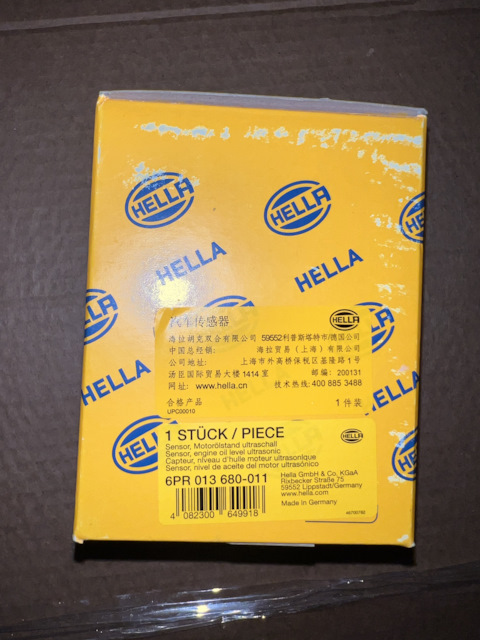 HELLA
HELLA
HELLA
HELLA
HELLA
HELLA
HELLA
汽车传感器
HELLA
海拉胡克双合有限公司 59552利普斯塔特市/德国公司
中国总经销: 海拉贸易（上海）有限公司
公司地址: 上海市外高桥保税区基隆路1号
汤臣国际贸易大楼1414室 邮编: 200131
网址: www.hella.cn 技术热线: 400 885 3488
合格产品 1件装
UPC00010
1 STÜCK / PIECE
HELLA
Sensor, Motorölstand ultraschall
Sensor, engine oil level ultrasonic
Capteur, niveau d'huile moteur ultrasonique
Sensor, nivel de aceite del motor ultrasónico
6PR 013 680-011
Hella GmbH & Co. KGaA
Rixbecker Straße 75
59552 Lippstadt/Germany
www.hella.com
Made in Germany
4 082300 649918